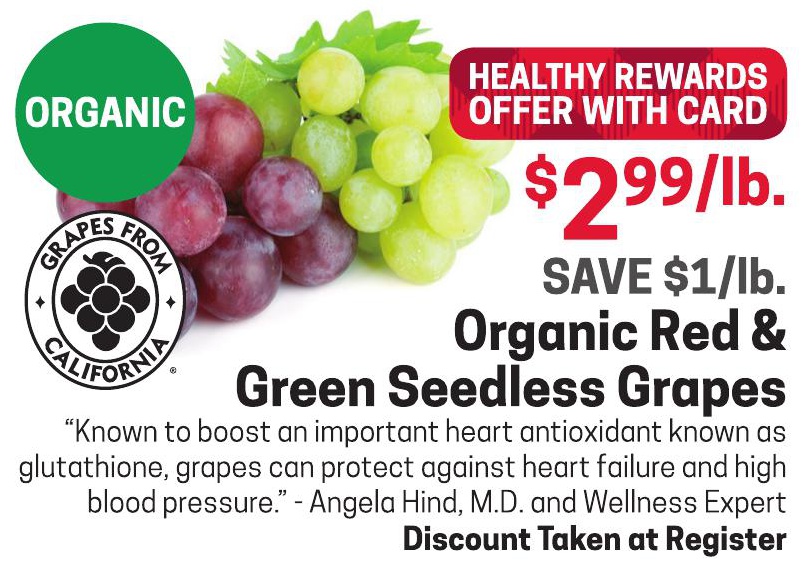 ORGANIC
HEALTHY REWARDS
OFFER WITH CARD
$2.99/lb.
SAVE $1/lb.
GRAPES FROM
CALIFORNIA
®
Organic Red &
Green Seedless Grapes
“Known to boost an important heart antioxidant known as
glutathione, grapes can protect against heart failure and high
blood pressure.” - Angela Hind, M.D. and Wellness Expert
Discount Taken at Register